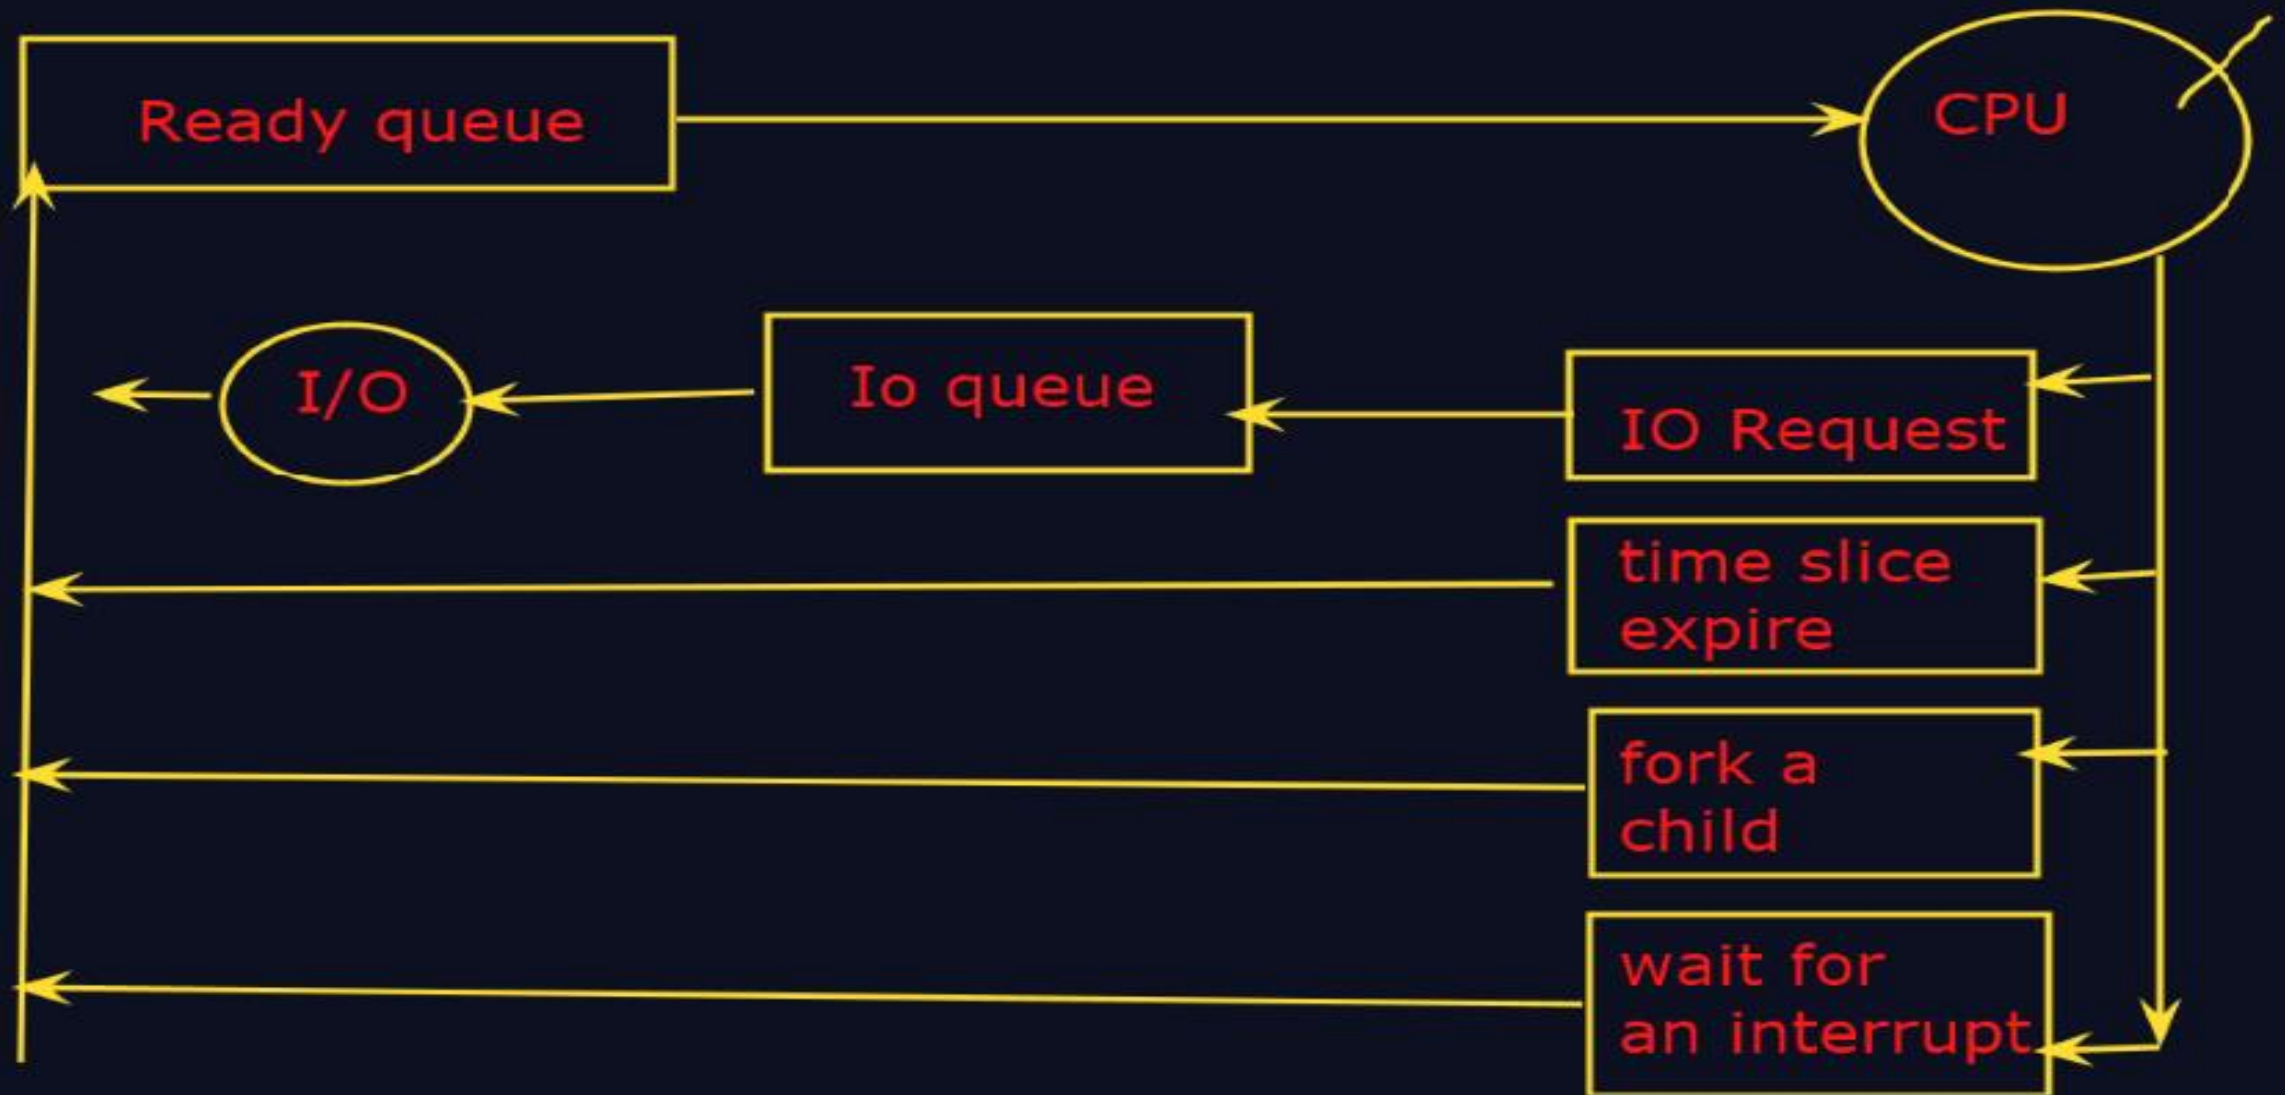 Ready queue
CPU
I/O
Io queue
IO Request
time slice
expire
fork a
child
wait for
an interrupt